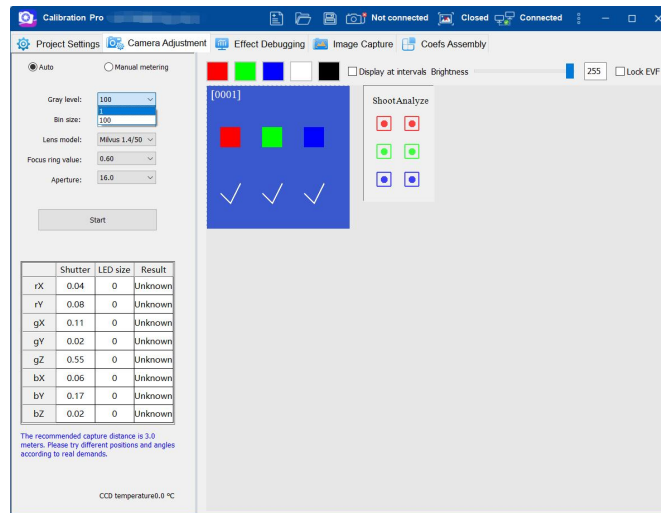 Calibration Pro
Not connected
Closed
Connected
Project Settings
Camera Adjustment
Effect Debugging
Image Capture
Coefs Assembly
Auto
Manual metering
Display at intervals Brightness
255
Lock EVF
Gray level:
100
1
100
Bin size:
Lens model:
Milvus 1.4/50
Focus ring value:
0.60
Aperture:
16.0
Start
[0001]
ShootAnalyze
Shutter LED size Result
rX 0.04 0 Unknown
rY 0.08 0 Unknown
gX 0.11 0 Unknown
gY 0.02 0 Unknown
gZ 0.55 0 Unknown
bX 0.06 0 Unknown
bY 0.17 0 Unknown
bZ 0.02 0 Unknown
The recommended capture distance is 3.0
meters. Please try different positions and angles
according to real demands.
CCD temperature0.0 ℃